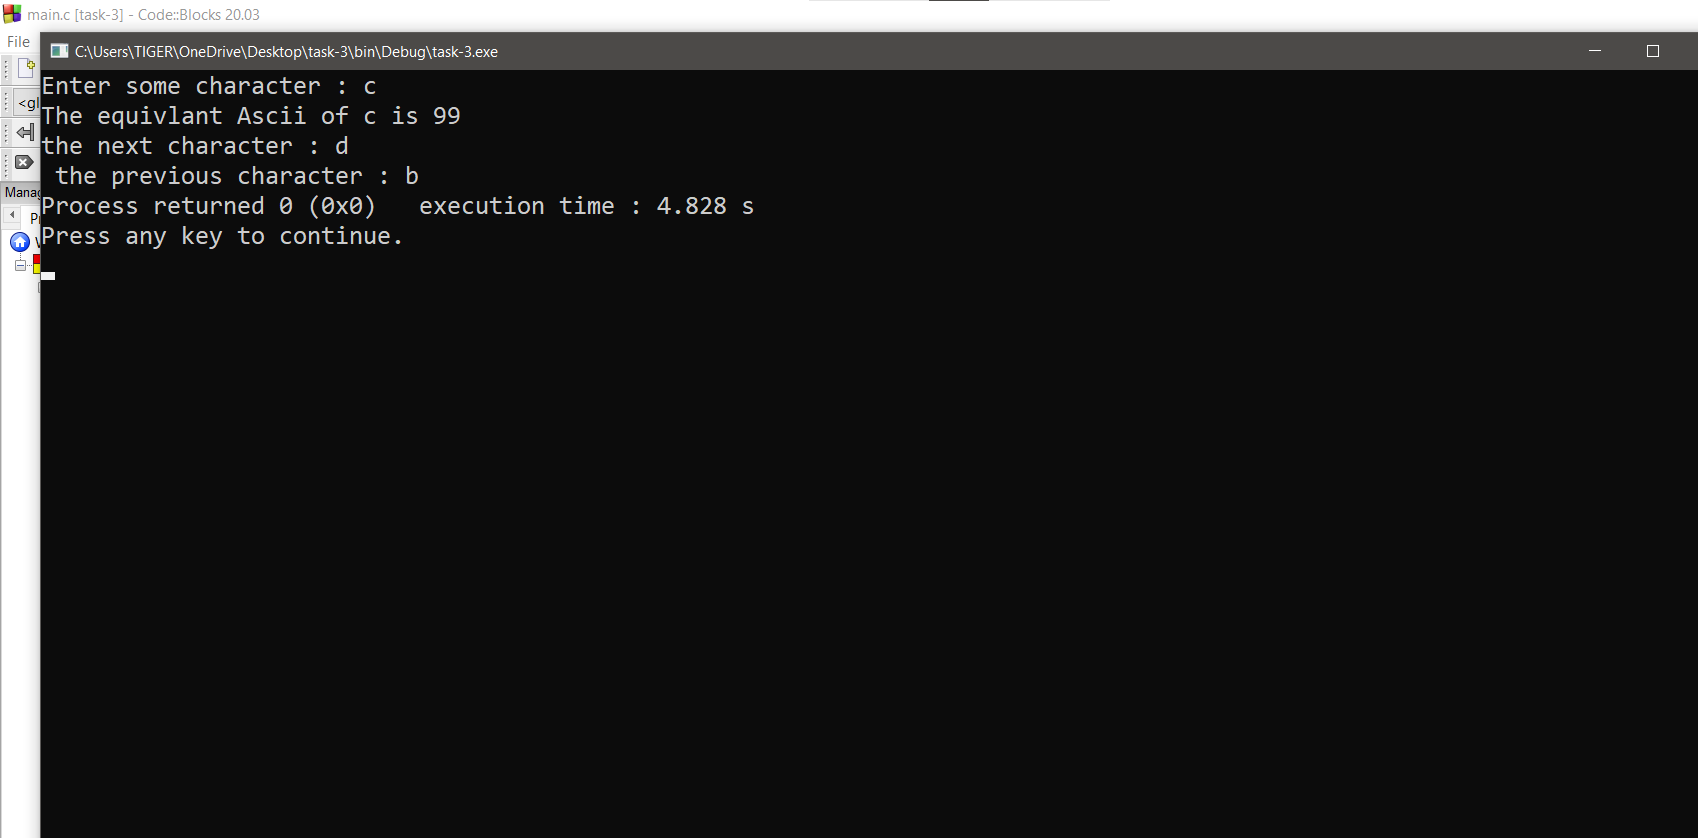 main.c [task-3] - Code::Blocks 20.03
File
C:\Users\TIGER\OneDrive\Desktop\task-3\bin\Debug\task-3.exe
Enter some character : c
<gl
The equivlant Ascii of c is 99
the next character : d
 the previous character : b
Manag
Process returned 0 (0x0)   execution time : 4.828 s
Press any key to continue.